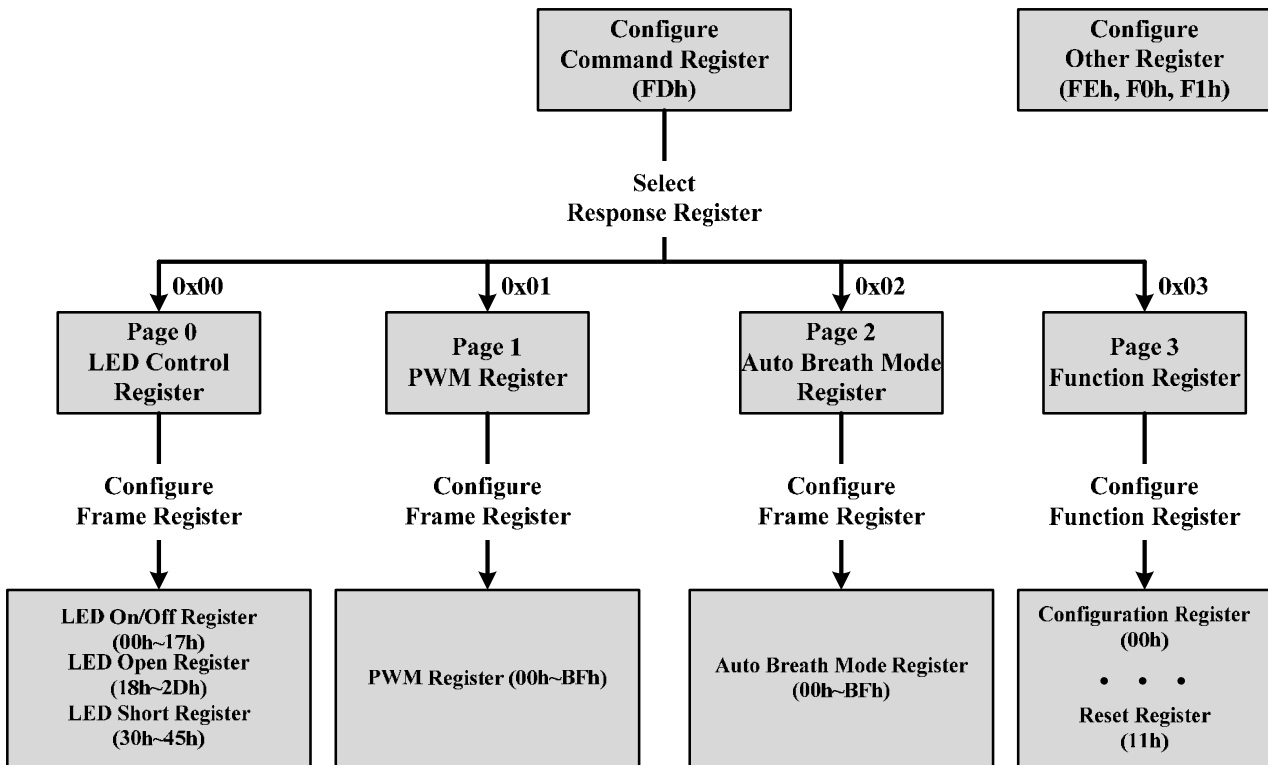 Configure
Command Register
(FDh)
Configure
Other Register
(FEh, F0h, F1h)
Select
Response Register
0x00
0x01
0x02
0x03
Page 0
LED Control
Register
Page 1
PWM Register
Page 2
Auto Breath Mode
Register
Page 3
Function Register
Configure
Frame Register
Configure
Frame Register
Configure
Frame Register
Configure
Function Register
LED On/Off Register
(00h~17h)
LED Open Register
(18h~2Dh)
LED Short Register
(30h~45h)
PWM Register (00h~BFh)
Auto Breath Mode Register
(00h~BFh)
Configuration Register
(00h)
• • •
Reset Register
(11h)